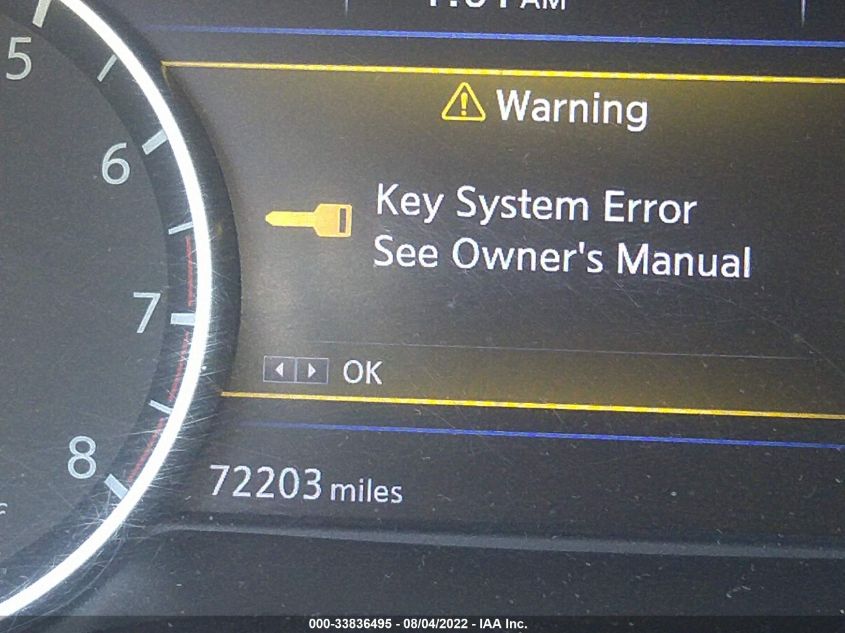 AM
5
Warning
6
Key System Error
See Owner's Manual
7
OK
8
72203 miles
000-33836495 - 08/04/2022 - IAA Inc.